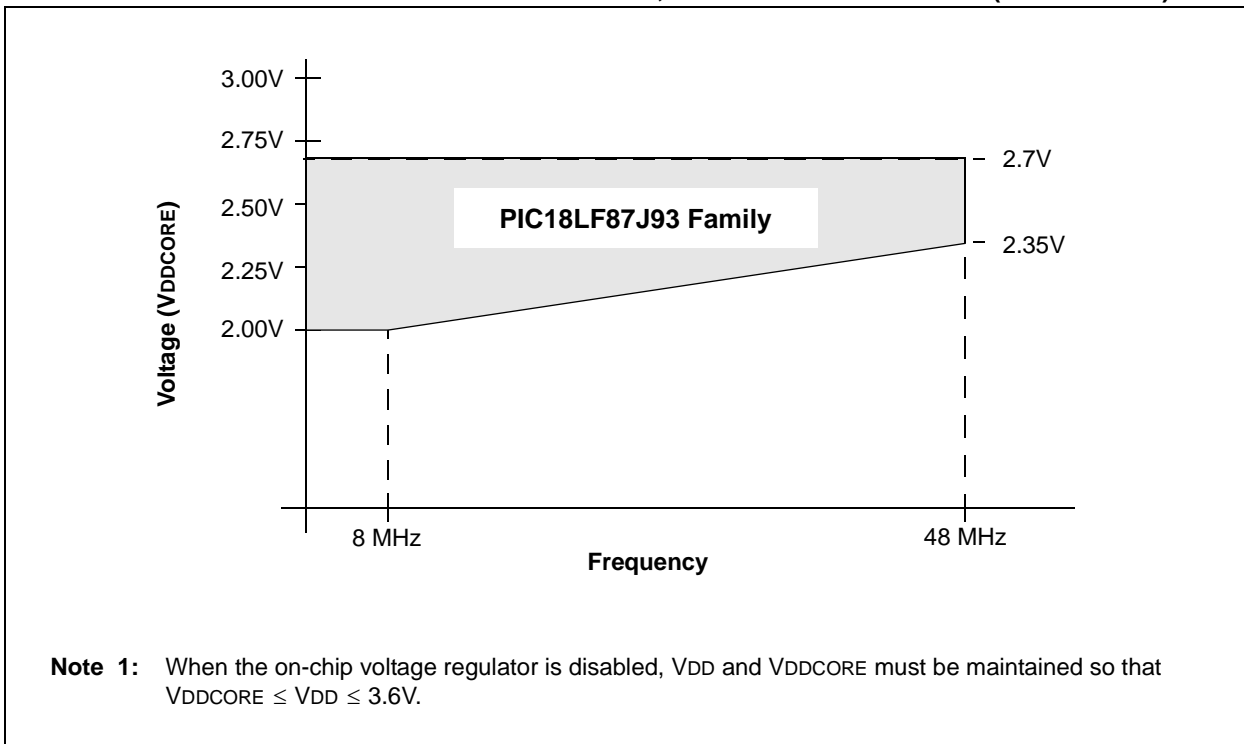 3.00V
2.75V
2.7V
2.50V
PIC18LF87J93 Family
2.35V
2.25V
2.00V
Voltage (VDDCORE)
8 MHz
48 MHz
Frequency
Note 1: When the on-chip voltage regulator is disabled, VDD and VDDCORE must be maintained so that
VDDCORE ≤ VDD ≤ 3.6V.